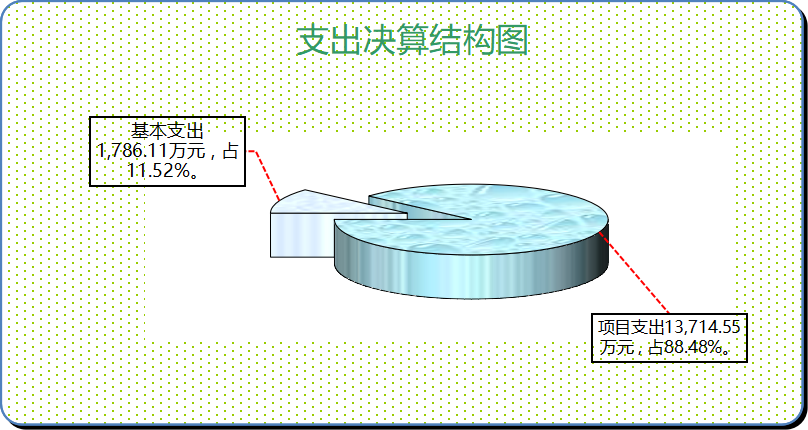 支出决算结构图
基本支出
1,786.11万元，占
11.52%。
项目支出13,714.55
万元，占88.48%。